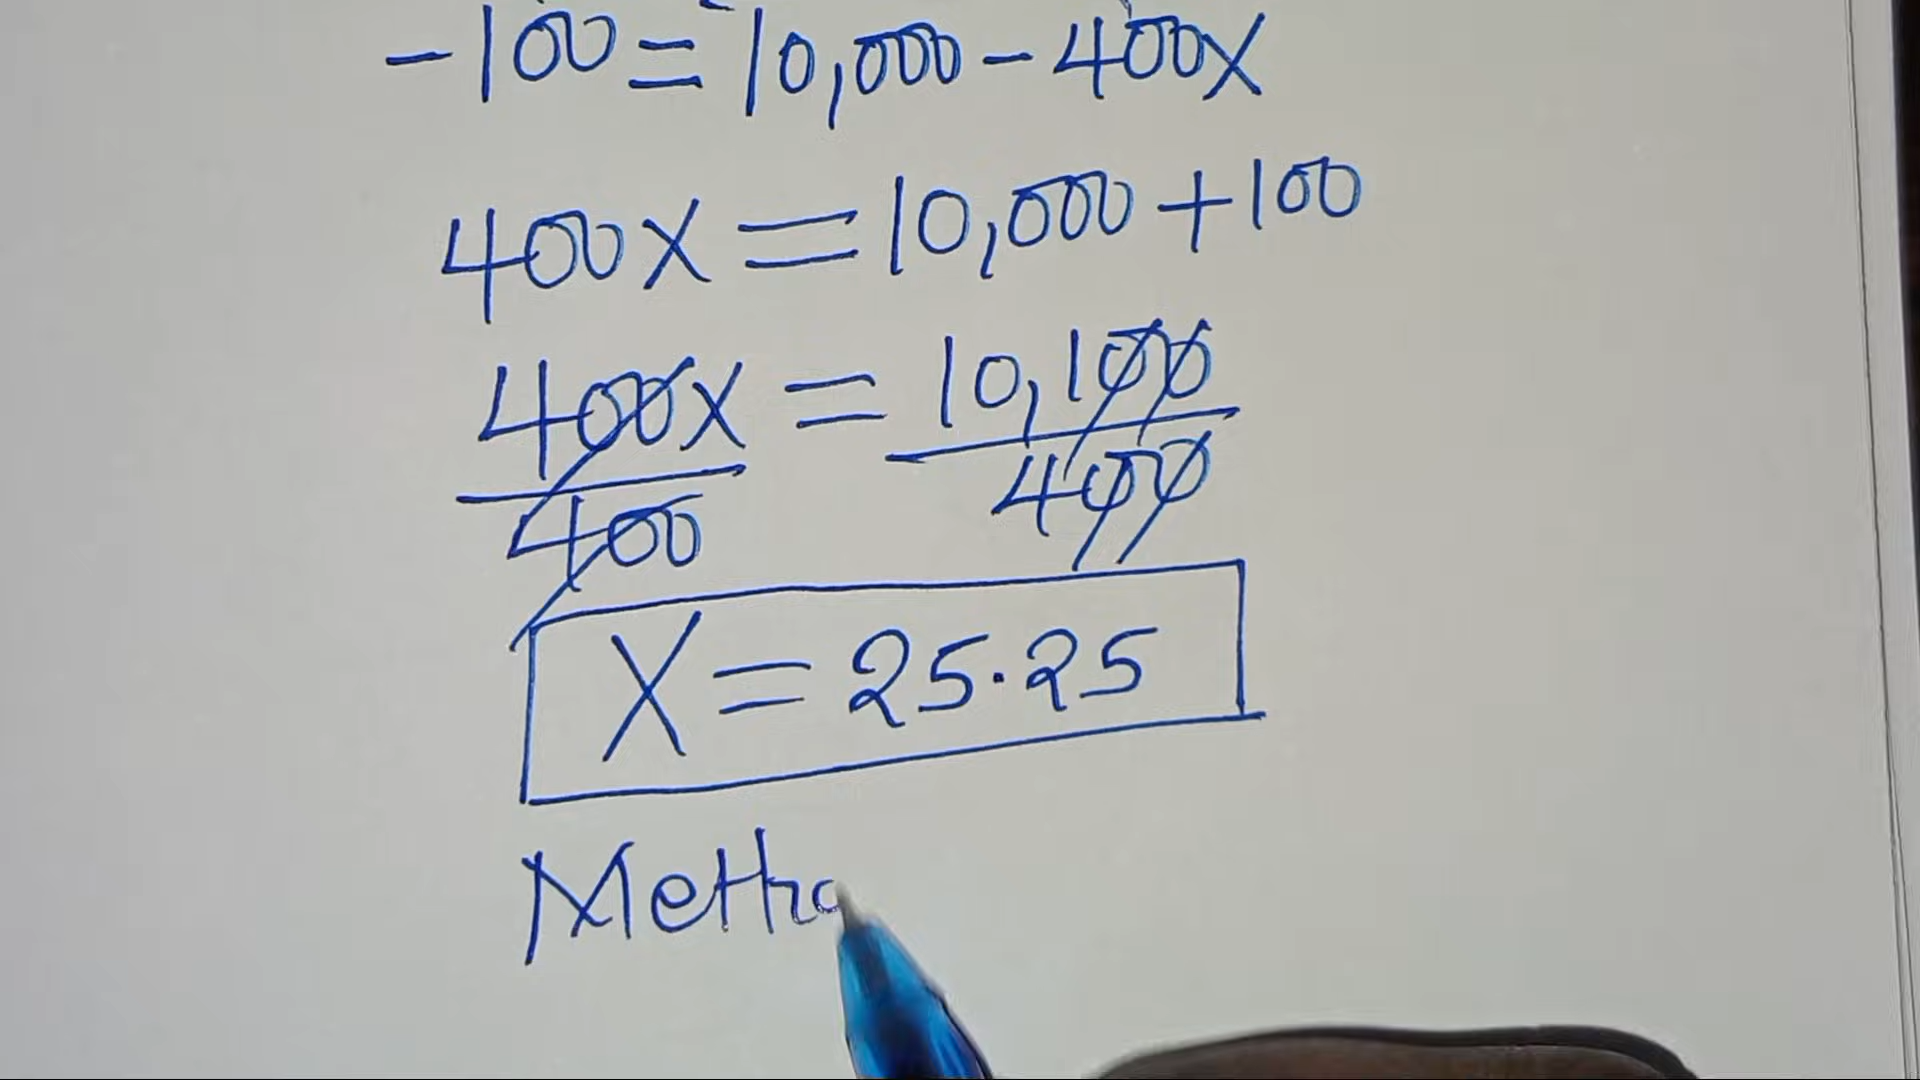 -100 = 10,000 - 400X
400X = 10,000 + 100
400X/400 = 10,100/400
X = 25.25
Metho